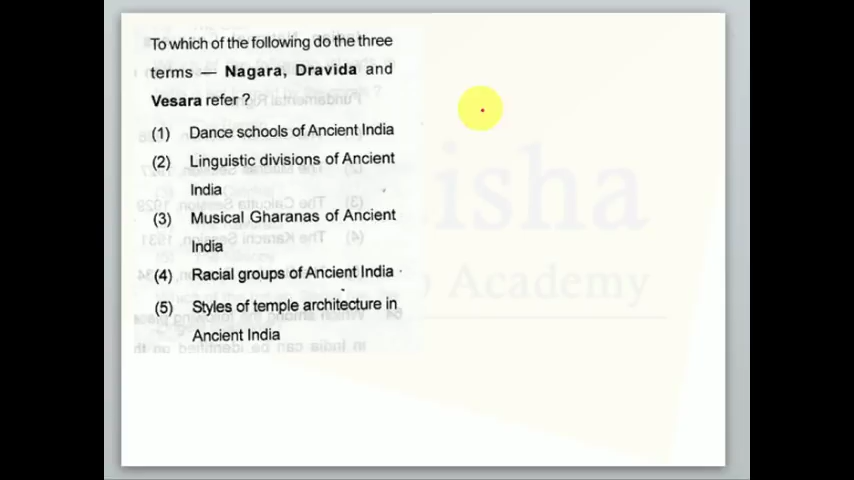 To which of the following do the three
terms — Nagara, Dravida and
Vesara refer ?
(1) Dance schools of Ancient India
(2) Linguistic divisions of Ancient
India
(3) Musical Gharanas of Ancient
India
(4) Racial groups of Ancient India
(5) Styles of temple architecture in
Ancient India
isha
Academy